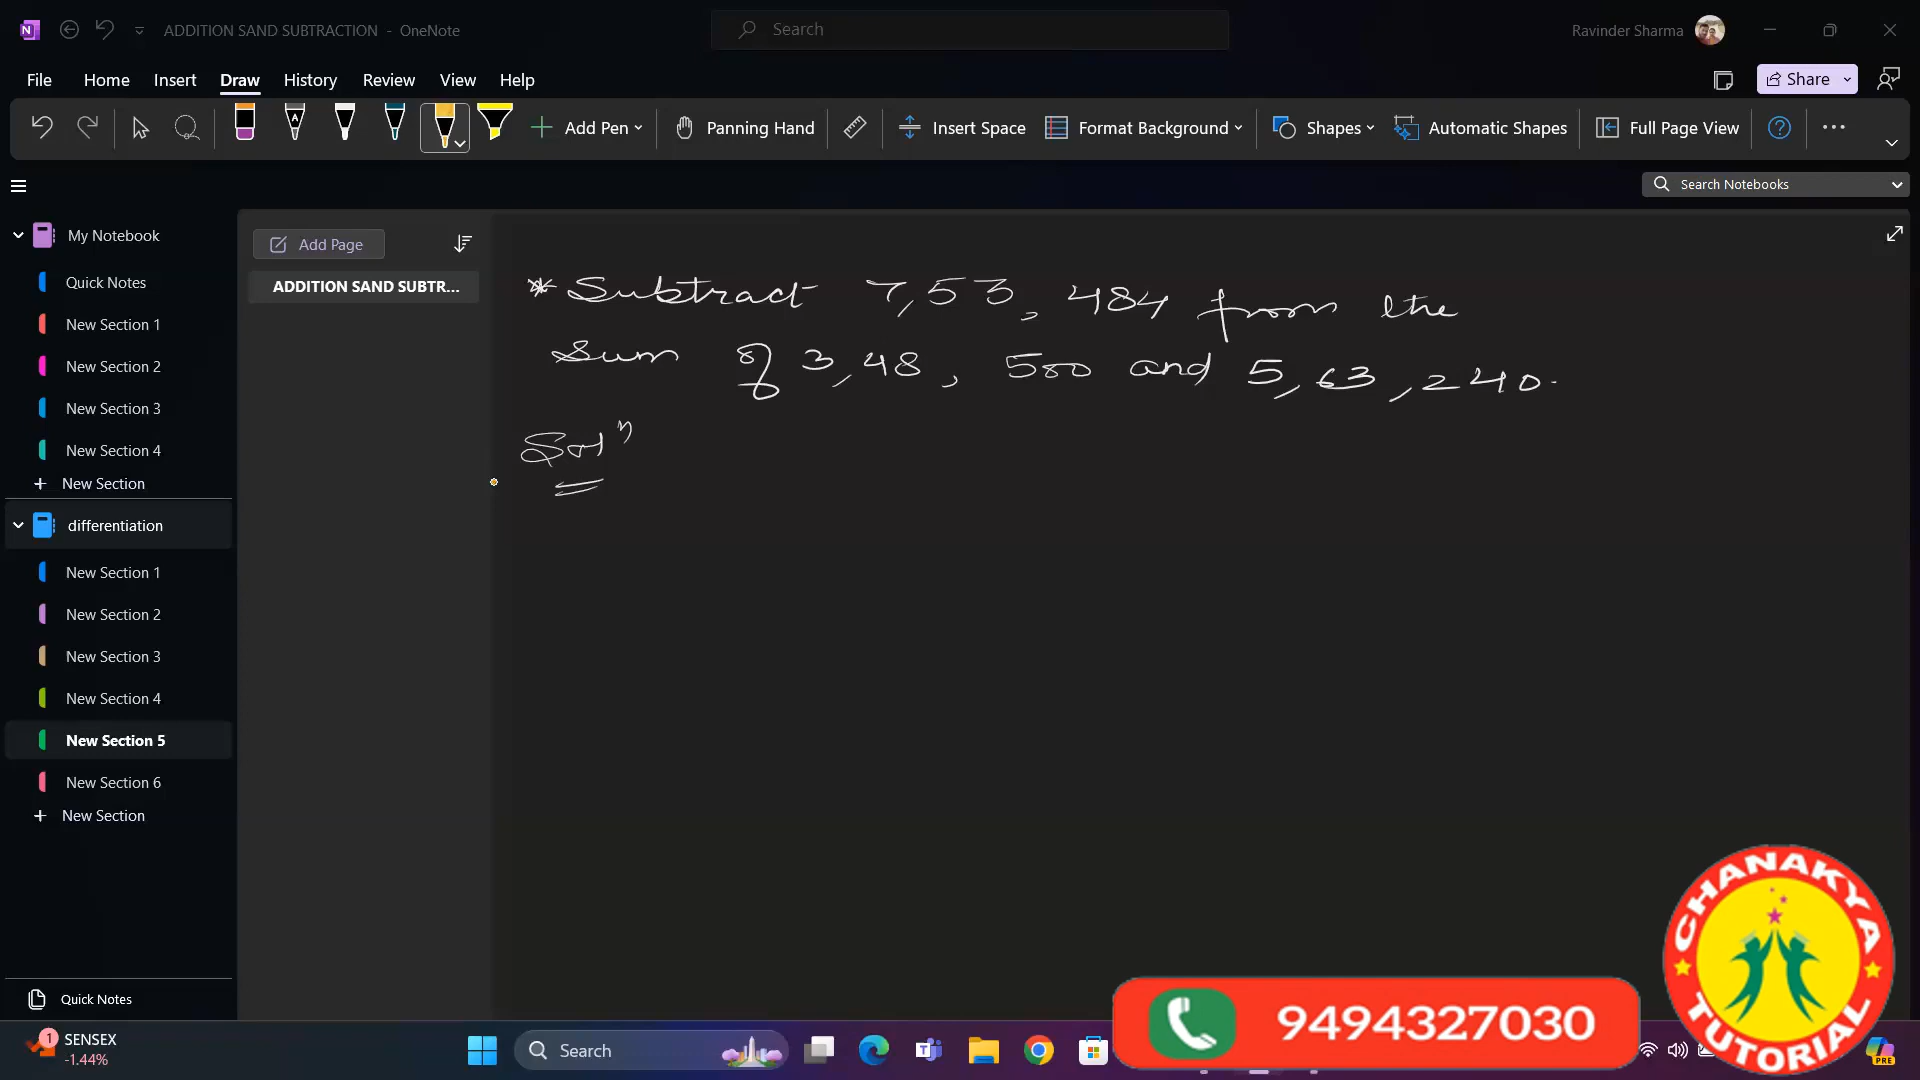 ADDITION SAND SUBTRACTION - OneNote
Search
Ravinder Sharma
File Home Insert Draw History Review View Help
Share
Add Pen
Panning Hand
Insert Space
Format Background
Shapes
Automatic Shapes
Full Page View
Search Notebooks
My Notebook
Quick Notes
New Section 1
New Section 2
New Section 3
New Section 4
New Section
differentiation
New Section 1
New Section 2
New Section 3
New Section 4
New Section 5
New Section 6
New Section
Quick Notes
Add Page
ADDITION SAND SUBTR...
* Subtract 7,53,484 from the
Sum of 3,48,500 and 5,63,240.
Solⁿ
CHANAKYA
TUTORIAL
9494327030
1
SENSEX
-1.44%
Search
PRE